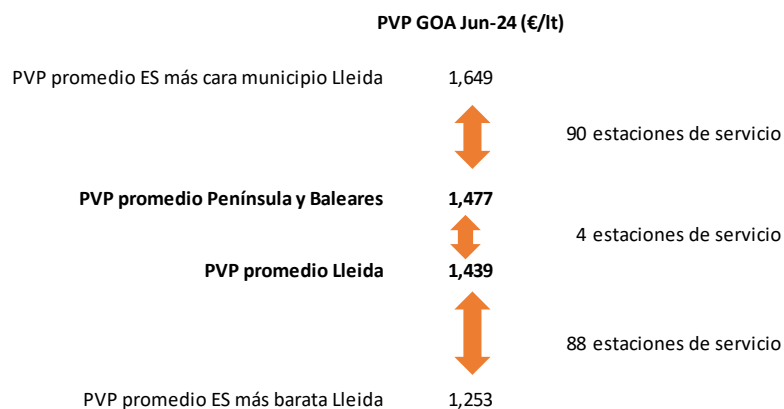 PVP GOA Jun-24 (€/lt)
PVP promedio ES más cara municipio Lleida 1,649
90 estaciones de servicio
PVP promedio Península y Baleares 1,477
4 estaciones de servicio
PVP promedio Lleida 1,439
88 estaciones de servicio
PVP promedio ES más barata Lleida 1,253